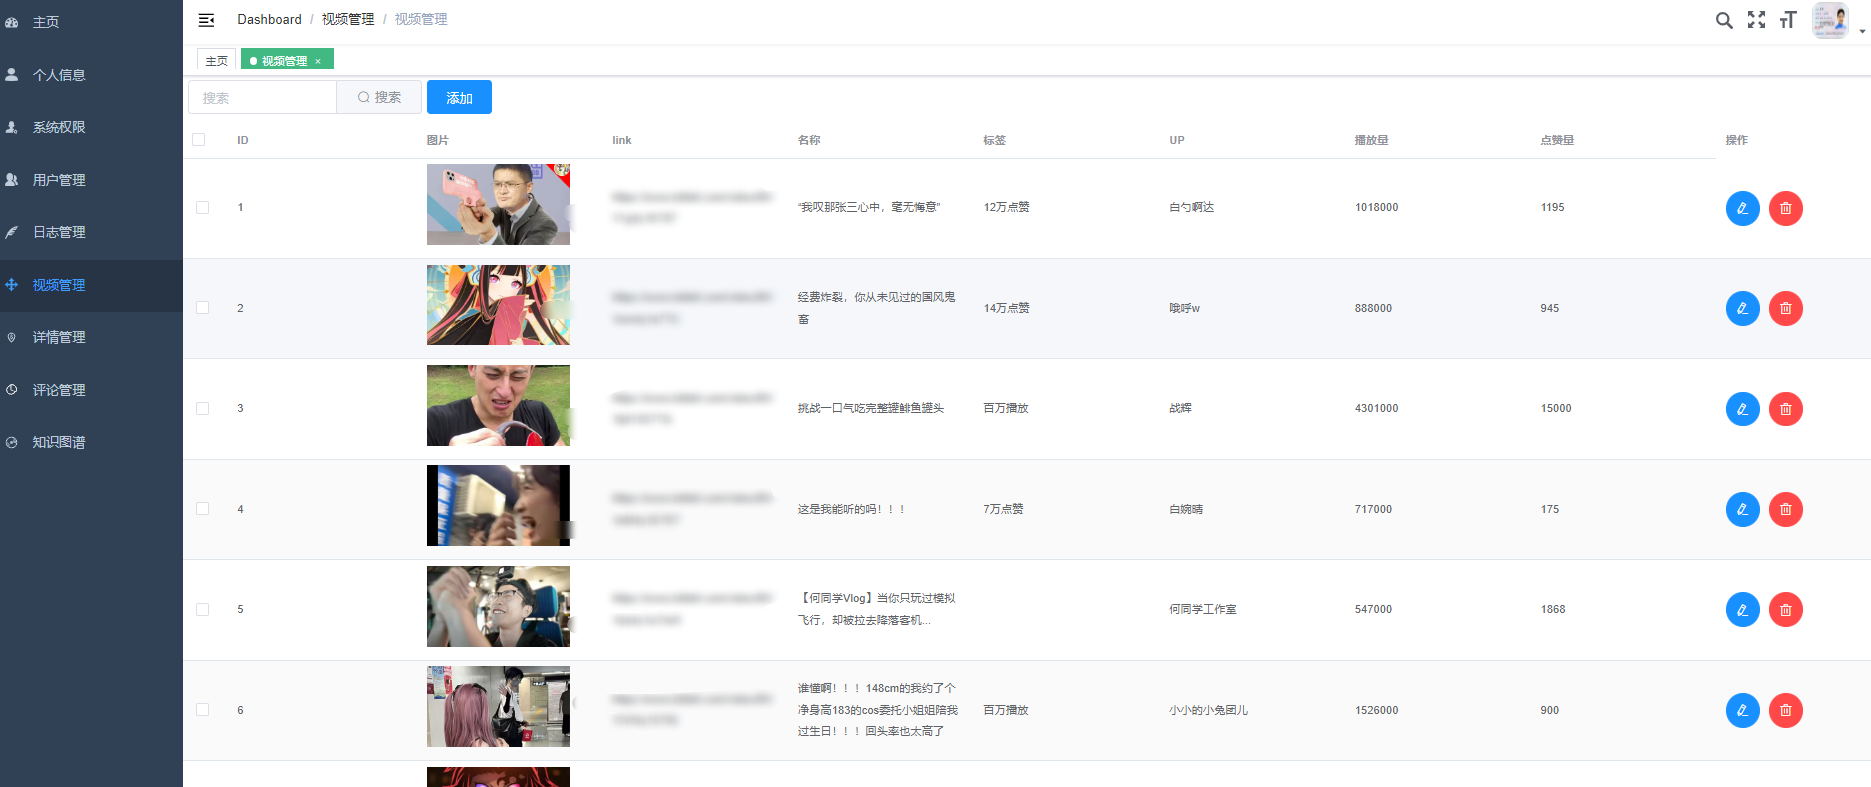 主页
个人信息
系统权限
用户管理
日志管理
视频管理
详情管理
评论管理
知识图谱
Dashboard / 视频管理 / 视频管理
主页
视频管理 ×
搜索
搜索
添加
ID 图片 link 名称 标签 UP 播放量 点赞量 操作
1 “我叹那张三心中，毫无悔意” 12万点赞 白勺啊达 1018000 1195
2 经费炸裂，你从未见过的国风鬼
畜 14万点赞 哦呼w 888000 945
3 挑战一口气吃完整罐鲱鱼罐头 百万播放 战辉 4301000 15000
4 这是我能听的吗！！！ 7万点赞 白婉晴 717000 175
5 【何同学Vlog】当你只玩过模拟
飞行，却被拉去降落客机... 何同学工作室 547000 1868
6 谁懂啊！！！148cm的我约了个
净身高183的cos委托小姐姐陪我
过生日！！！回头率也太高了 百万播放 小小的小兔团儿 1526000 900